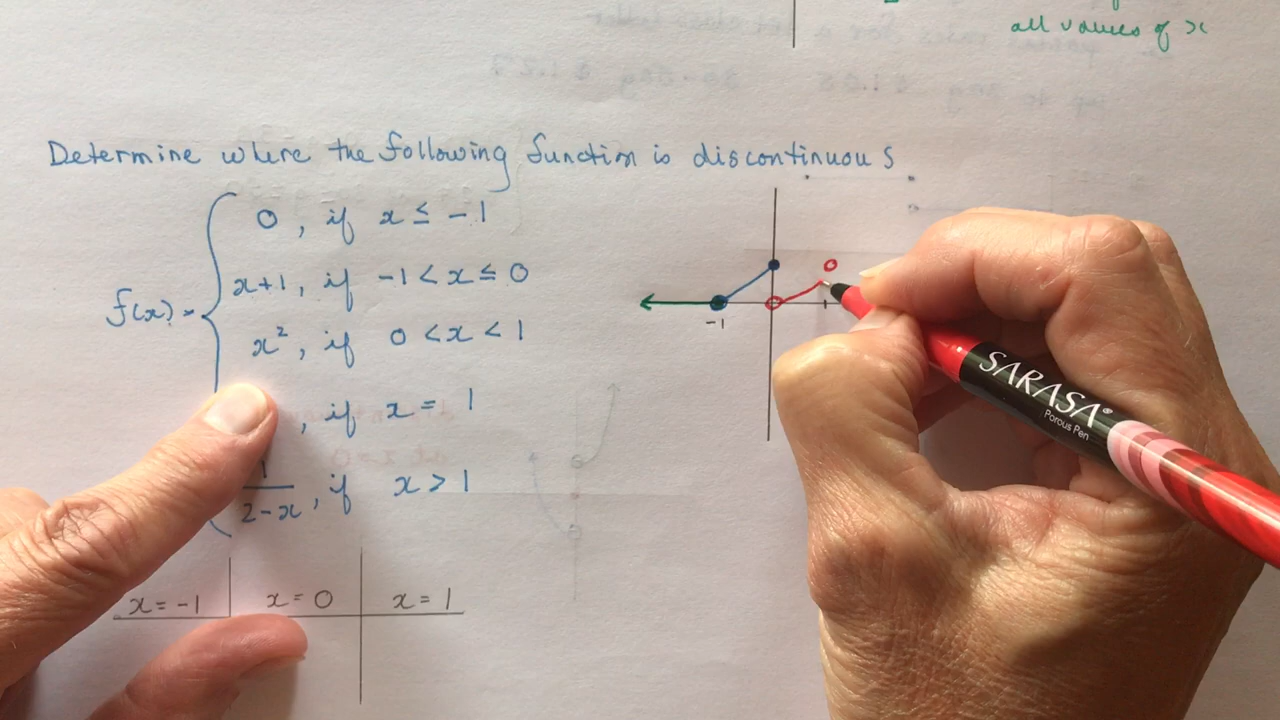 all values of x
Determine where the following function is discontinuous
f(x) = 0, if x ≤ -1
x+1, if -1 < x ≤ 0
x², if 0 < x < 1
, if x = 1
1/(2-x), if x > 1
-1
x = -1 x = 0 x = 1
SARASA®
Porous Pen